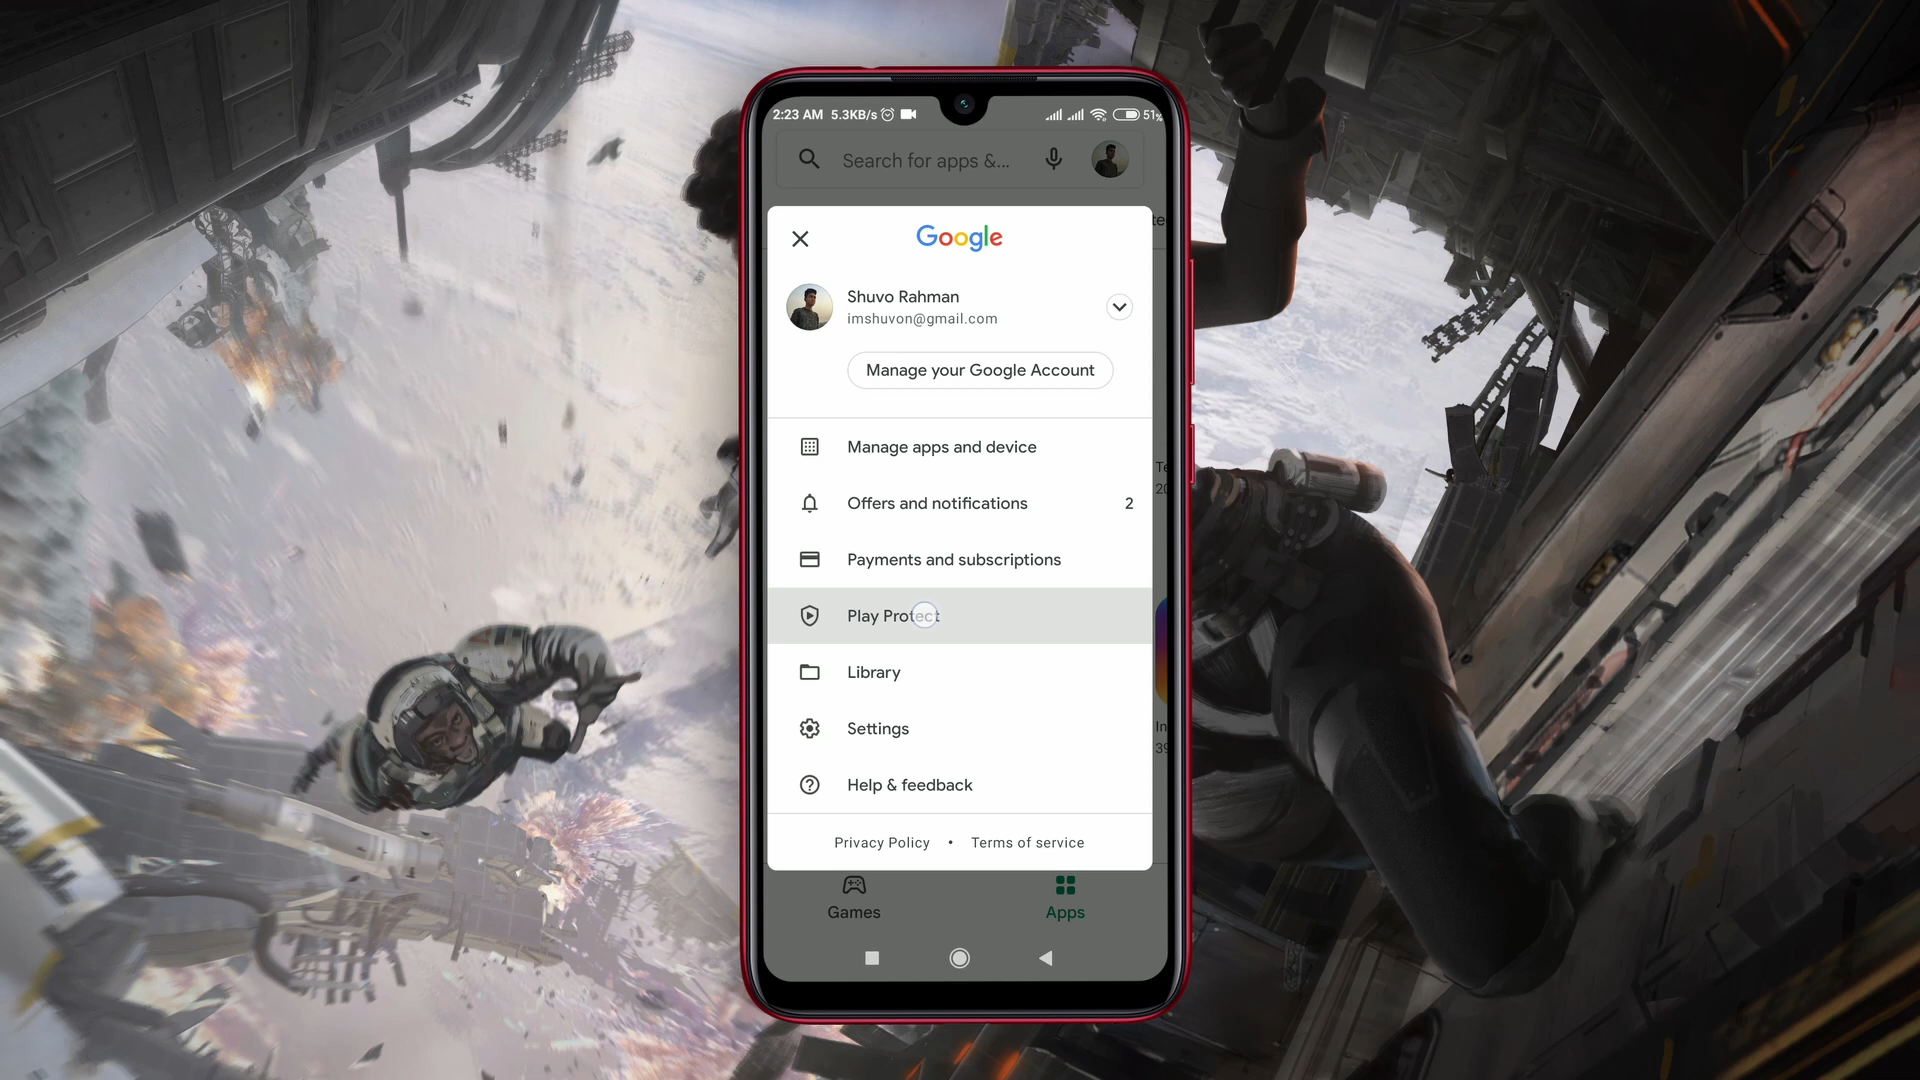 2:23 AM 5.3KB/s 51%
Search for apps &...
Google
Shuvo Rahman
imshuvon@gmail.com
Manage your Google Account
Manage apps and device
Offers and notifications 2
Payments and subscriptions
Play Protect
Library
Settings
Help & feedback
Privacy Policy • Terms of service
Games Apps